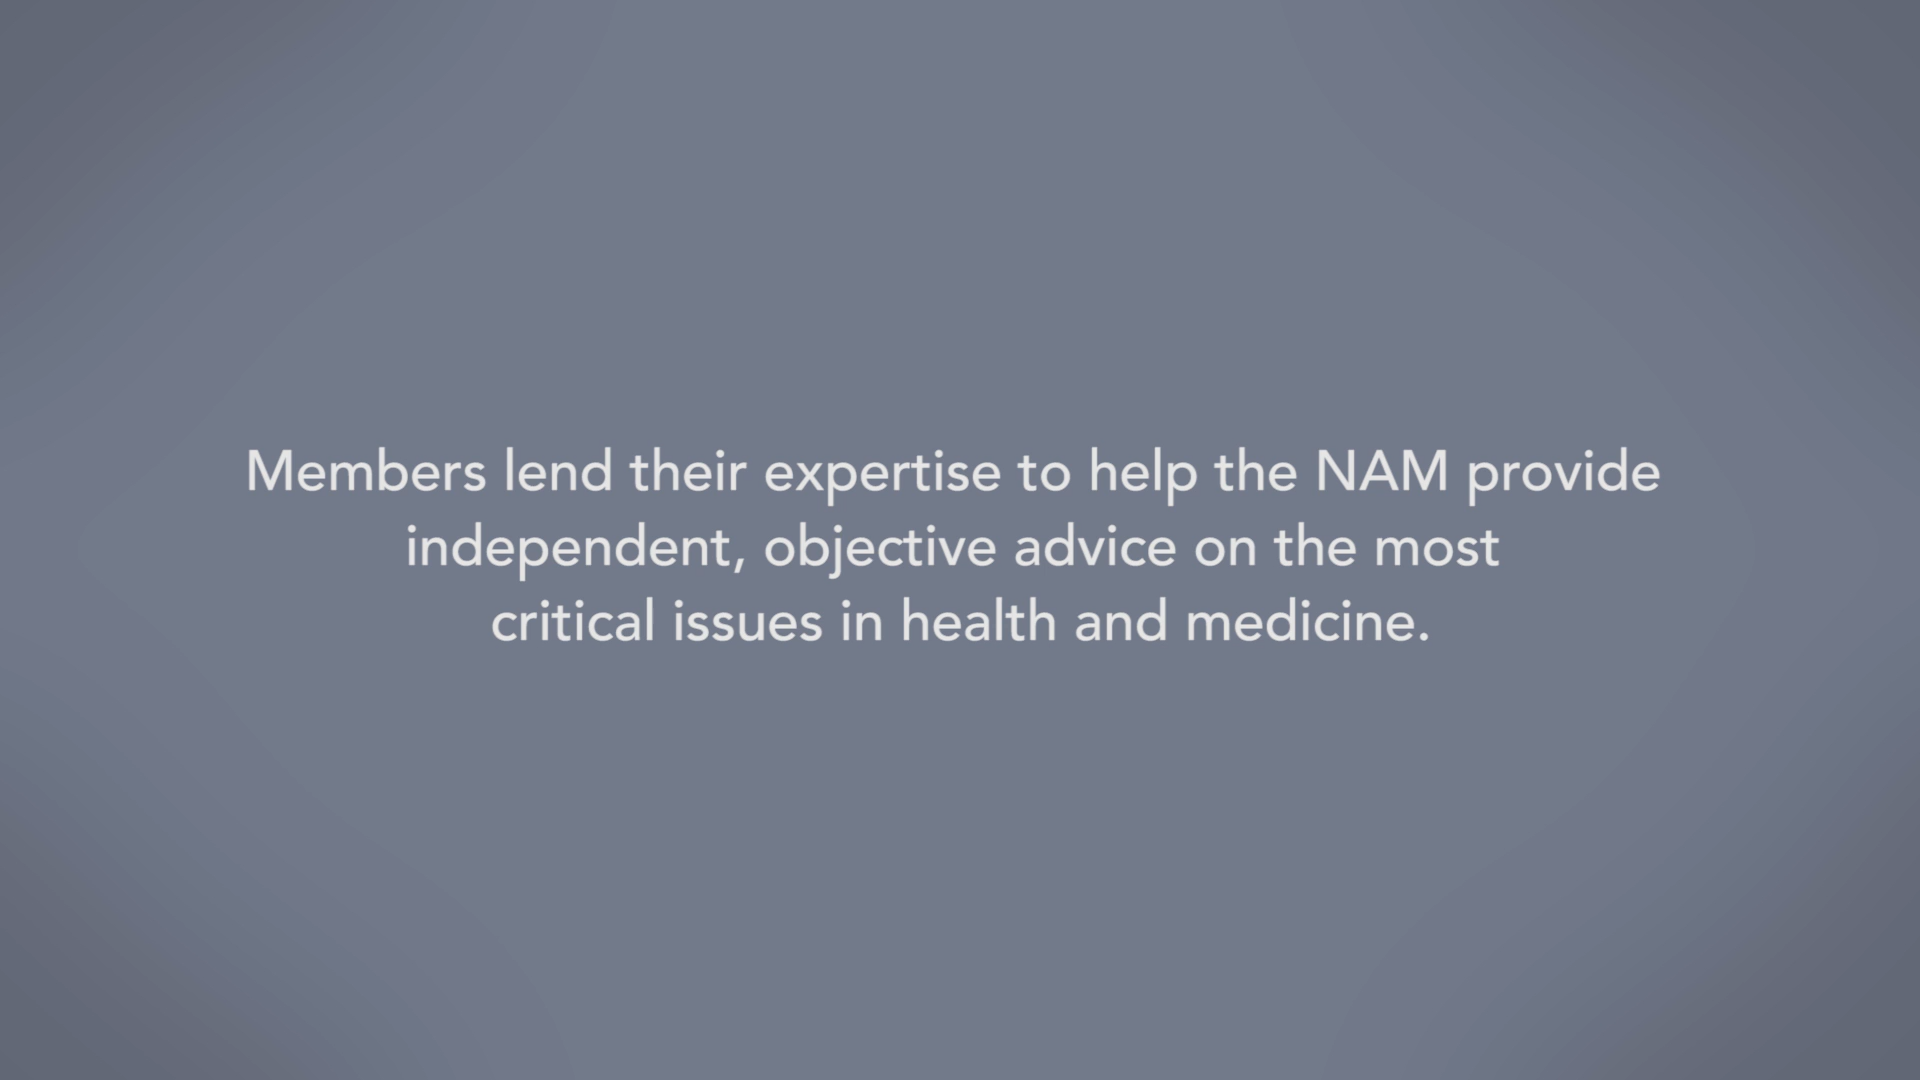 Members lend their expertise to help the NAM provide
independent, objective advice on the most
critical issues in health and medicine.